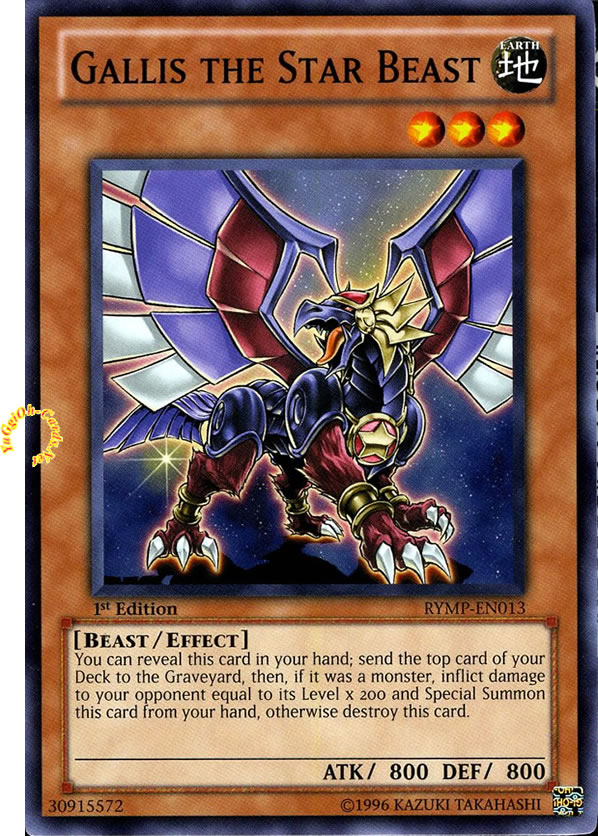 GALLIS THE STAR BEAST
EARTH
地
1st Edition
RYMP-EN013
[BEAST/EFFECT]
You can reveal this card in your hand; send the top card of your
Deck to the Graveyard, then, if it was a monster, inflict damage
to your opponent equal to its Level x 200 and Special Summon
this card from your hand, otherwise destroy this card.
ATK/ 800 DEF/ 800
30915572
©1996 KAZUKI TAKAHASHI
YuGgiOh-Cards.Net